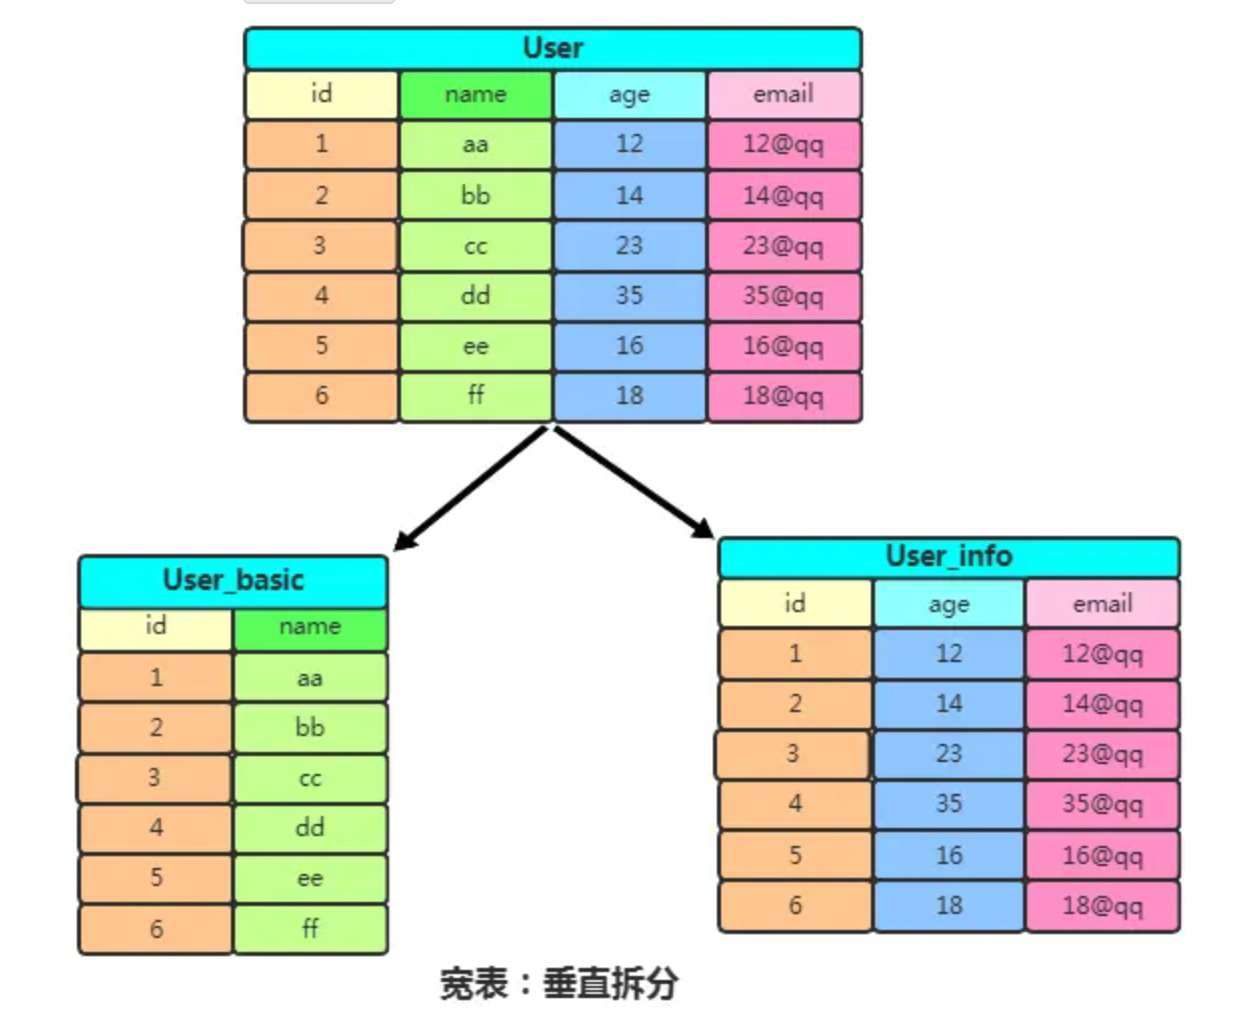 User
id name age email
1 aa 12 12@qq
2 bb 14 14@qq
3 cc 23 23@qq
4 dd 35 35@qq
5 ee 16 16@qq
6 ff 18 18@qq
User_basic
id name
1 aa
2 bb
3 cc
4 dd
5 ee
6 ff
User_info
id age email
1 12 12@qq
2 14 14@qq
3 23 23@qq
4 35 35@qq
5 16 16@qq
6 18 18@qq
宽表：垂直拆分